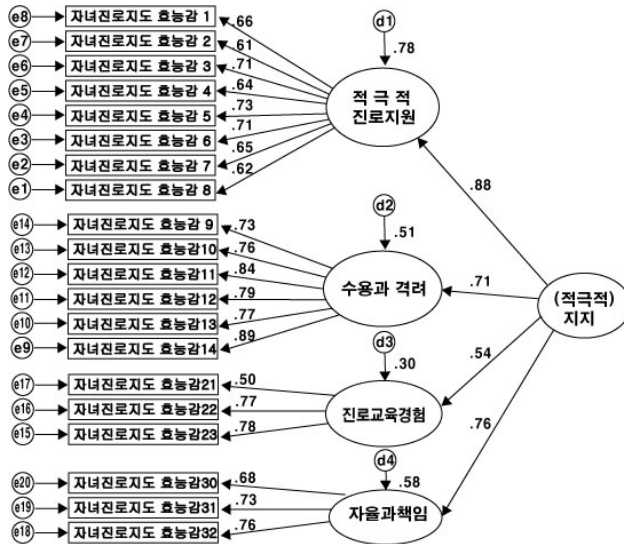 e8 자녀진로지도 효능감 1 .66
e7 자녀진로지도 효능감 2 .61
e6 자녀진로지도 효능감 3 .71
e5 자녀진로지도 효능감 4 .64
e4 자녀진로지도 효능감 5 .73
e3 자녀진로지도 효능감 6 .71
e2 자녀진로지도 효능감 7 .65
e1 자녀진로지도 효능감 8 .62
d1
.78
적 극 적
진로지원
.88
e14 자녀진로지도 효능감 9 .73
e13 자녀진로지도 효능감10 .76
e12 자녀진로지도 효능감11 .84
e11 자녀진로지도 효능감12 .79
e10 자녀진로지도 효능감13 .77
e9 자녀진로지도 효능감14 .89
d2
.51
수용과 격려
.71
(적극적)
지지
e17 자녀진로지도 효능감21 .50
e16 자녀진로지도 효능감22 .77
e15 자녀진로지도 효능감23 .78
d3
.30
진로교육경험
.54
e20 자녀진로지도 효능감30 .68
e19 자녀진로지도 효능감31 .73
e18 자녀진로지도 효능감32 .76
d4
.58
자율과책임
.76